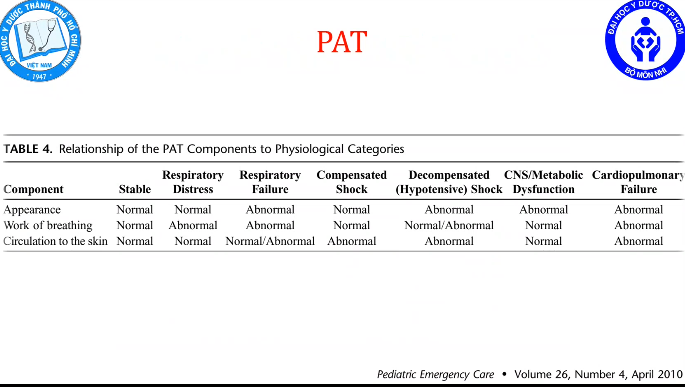 ĐẠI HỌC Y DƯỢC THÀNH PHỐ HỒ CHÍ MINH
VIỆT NAM
1947
PAT
ĐẠI HỌC Y DƯỢC TP.HCM
BỘ MÔN NHI
TABLE 4. Relationship of the PAT Components to Physiological Categories
Respiratory Respiratory Compensated Decompensated CNS/Metabolic Cardiopulmonary
Component Stable Distress Failure Shock (Hypotensive) Shock Dysfunction Failure
Appearance Normal Normal Abnormal Normal Abnormal Abnormal Abnormal
Work of breathing Normal Abnormal Abnormal Normal Normal/Abnormal Normal Abnormal
Circulation to the skin Normal Normal Normal/Abnormal Abnormal Abnormal Normal Abnormal
Pediatric Emergency Care • Volume 26, Number 4, April 2010